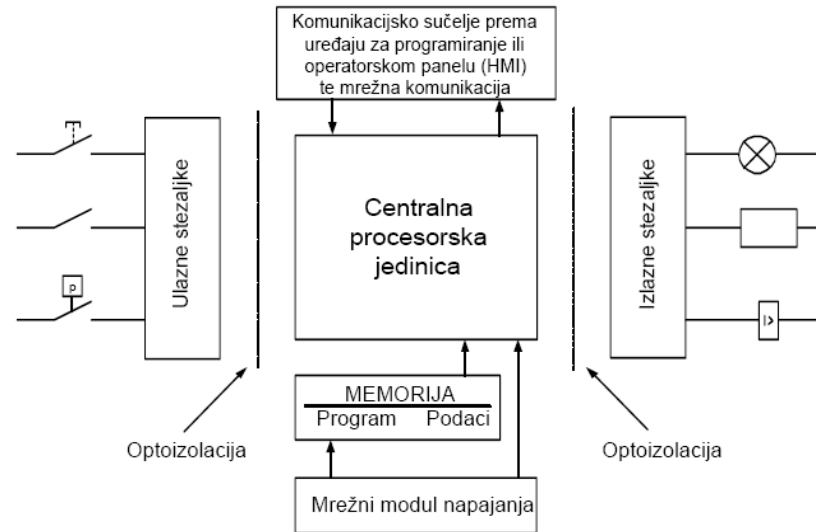 Komunikacijsko sučelje prema
uređaju za programiranje ili
operatorskom panelu (HMI)
te mrežna komunikacija
Ulazne stezaljke
Centralna
procesorska
jedinica
Izlazne stezaljke
p
I>
MEMORIJA
Program Podaci
Optoizolacija
Optoizolacija
Mrežni modul napajanja